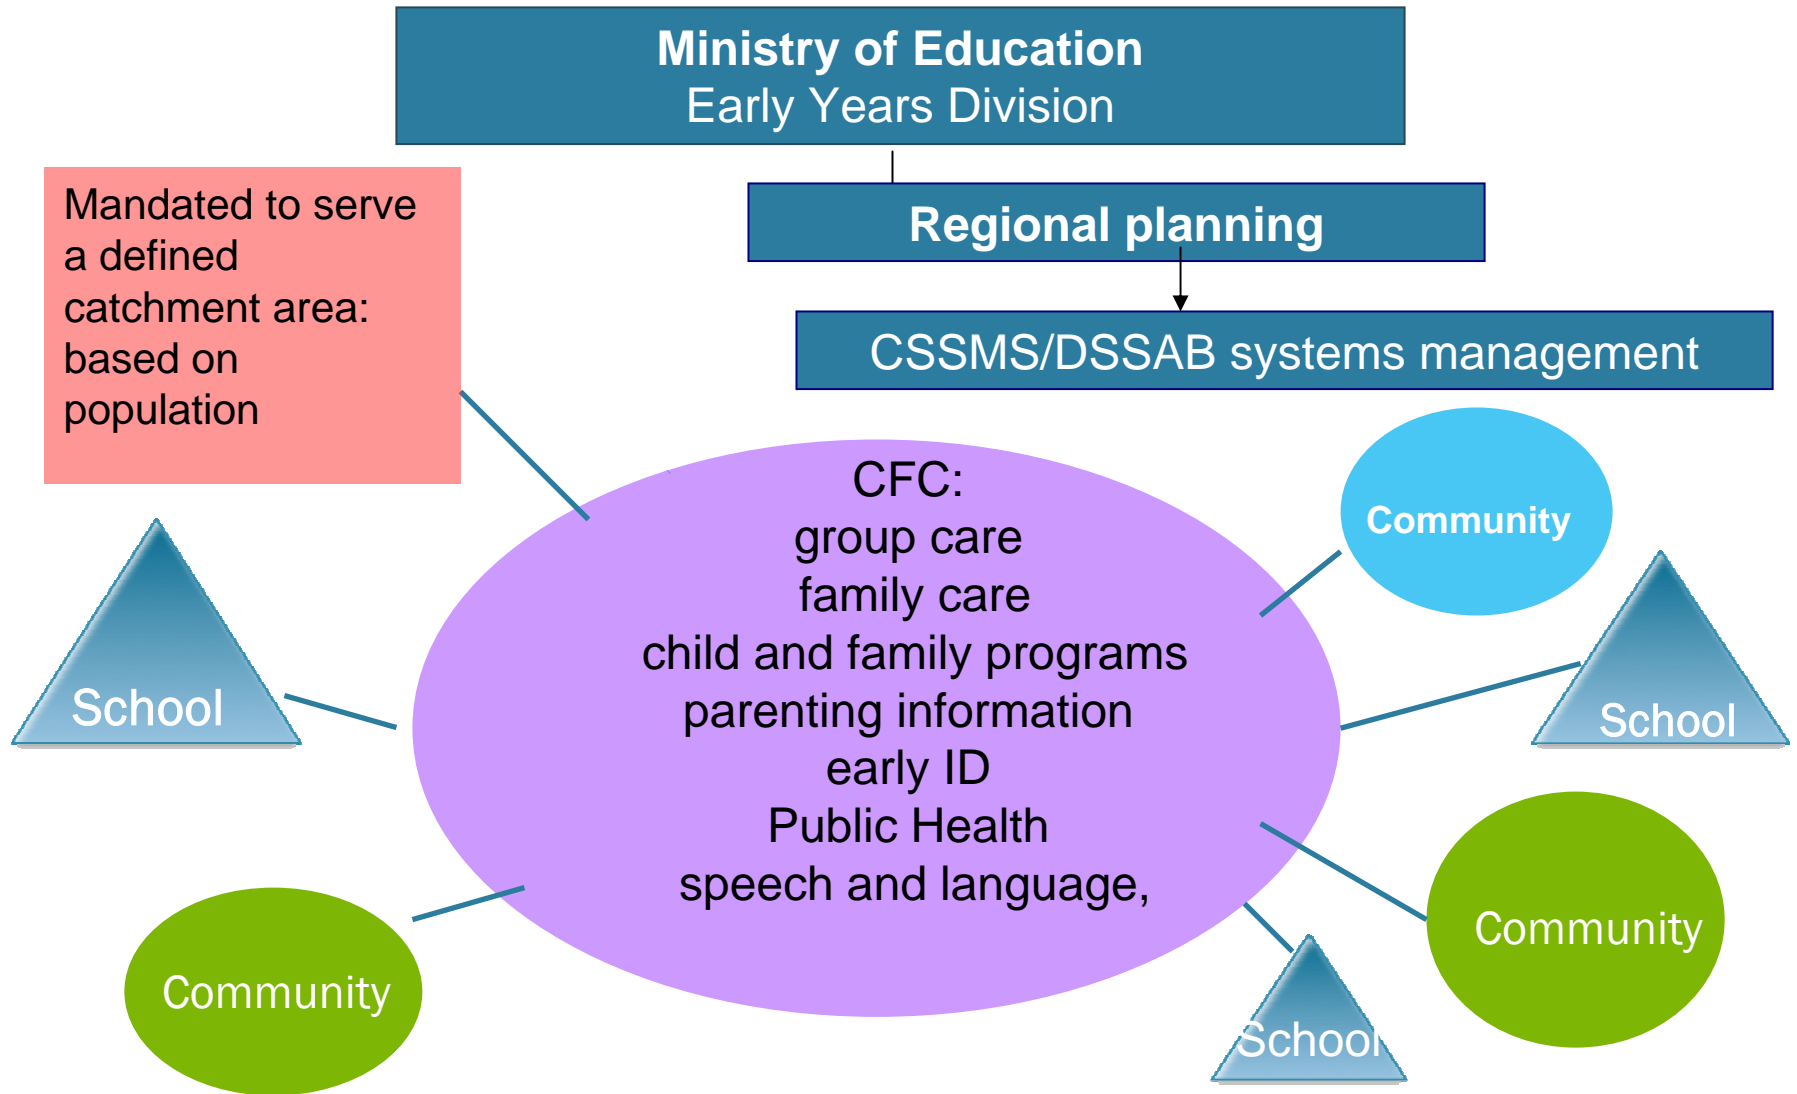 Ministry of Education
Early Years Division
Mandated to serve
a defined
catchment area:
based on
population
Regional planning
CSSMS/DSSAB systems management
CFC:
group care
family care
child and family programs
parenting information
early ID
Public Health
speech and language,
Community
School
School
Community
Community
School